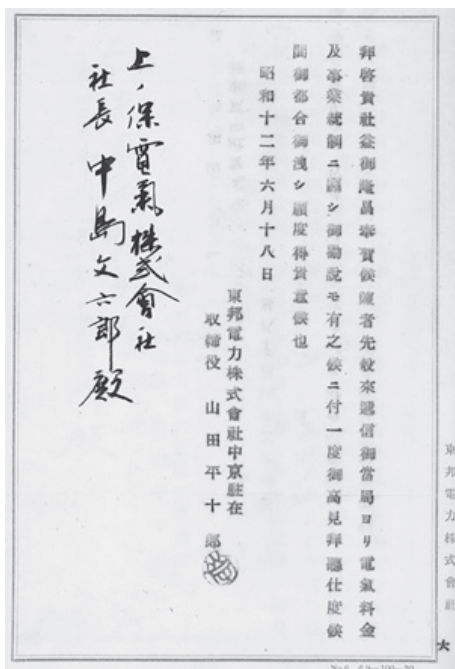 拜啓貴社益御隆昌奉賀候陳者先般來遞信御當局ヨリ電氣料金
及事業統制ニ關シ御勸說モ有之候ニ付一度御高見拜聽仕度候
間御都合御洩シ願度得貴意候也
昭和十二年六月十八日
東邦電力株式會社中京駐在
取締役 山田平十郎
上ノ保電氣株式會社
社長 中島文六郎殿
東邦電力株式會社